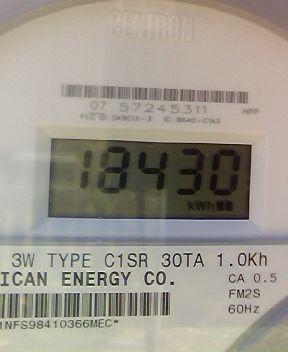 CENTRON®
07 57245311 HPP
18430
kWh
3W TYPE C1SR 30TA 1.0Kh
ICAN ENERGY CO. CA 0.5
FM2S
60Hz
1NFS98410366MEC*